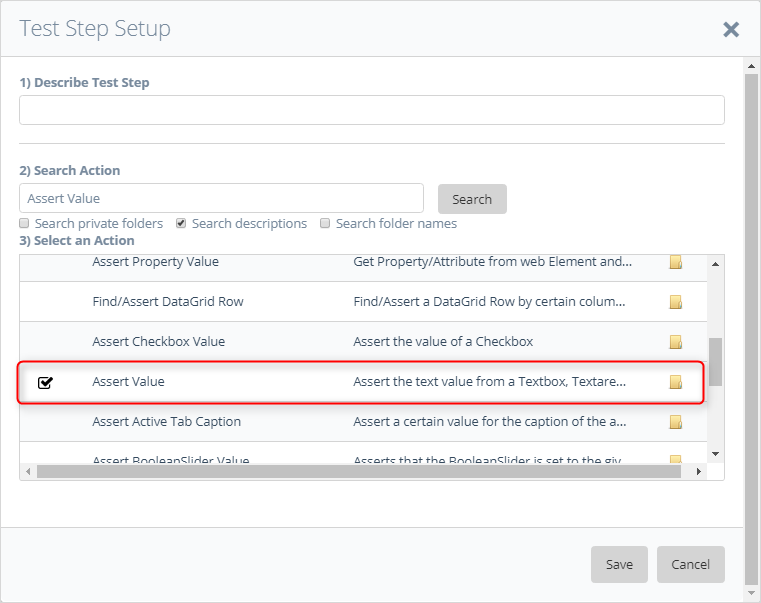 Test Step Setup
1) Describe Test Step
2) Search Action
Assert Value
Search
Search private folders Search descriptions Search folder names
3) Select an Action
Assert Property Value Get Property/Attribute from web Element and...
Find/Assert DataGrid Row Find/Assert a DataGrid Row by certain colum...
Assert Checkbox Value Assert the value of a Checkbox
Assert Value Assert the text value from a Textbox, Textare...
Assert Active Tab Caption Assert a certain value for the caption of the a...
Assert BooleanSlider Value Asserts that the BooleanSlider is set to the giv...
Save Cancel